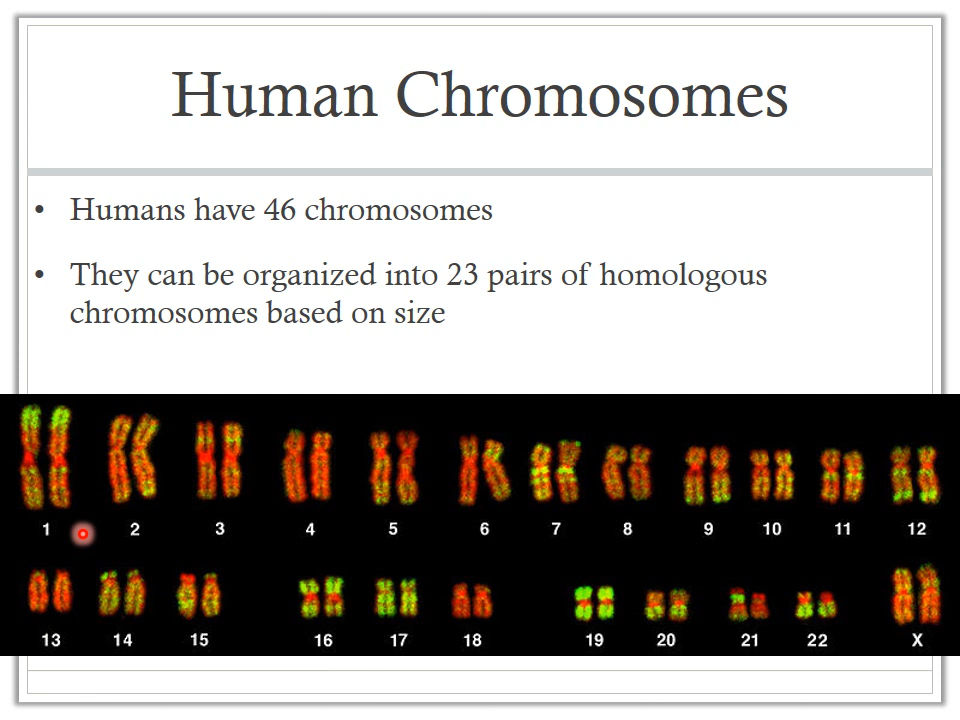 Human Chromosomes
• Humans have 46 chromosomes
• They can be organized into 23 pairs of homologous
chromosomes based on size
1 2 3 4 5 6 7 8 9 10 11 12
13 14 15 16 17 18 19 20 21 22 X